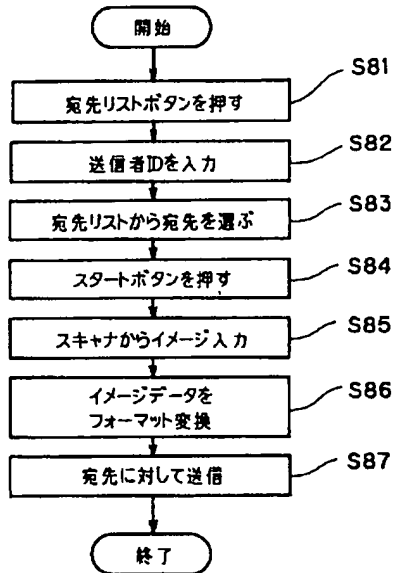 開始
S81
宛先リストボタンを押す
S82
送信者IDを入力
S83
宛先リストから宛先を選ぶ
S84
スタートボタンを押す
S85
スキャナからイメージ入力
S86
イメージデータを
フォーマット変換
S87
宛先に対して送信
終了